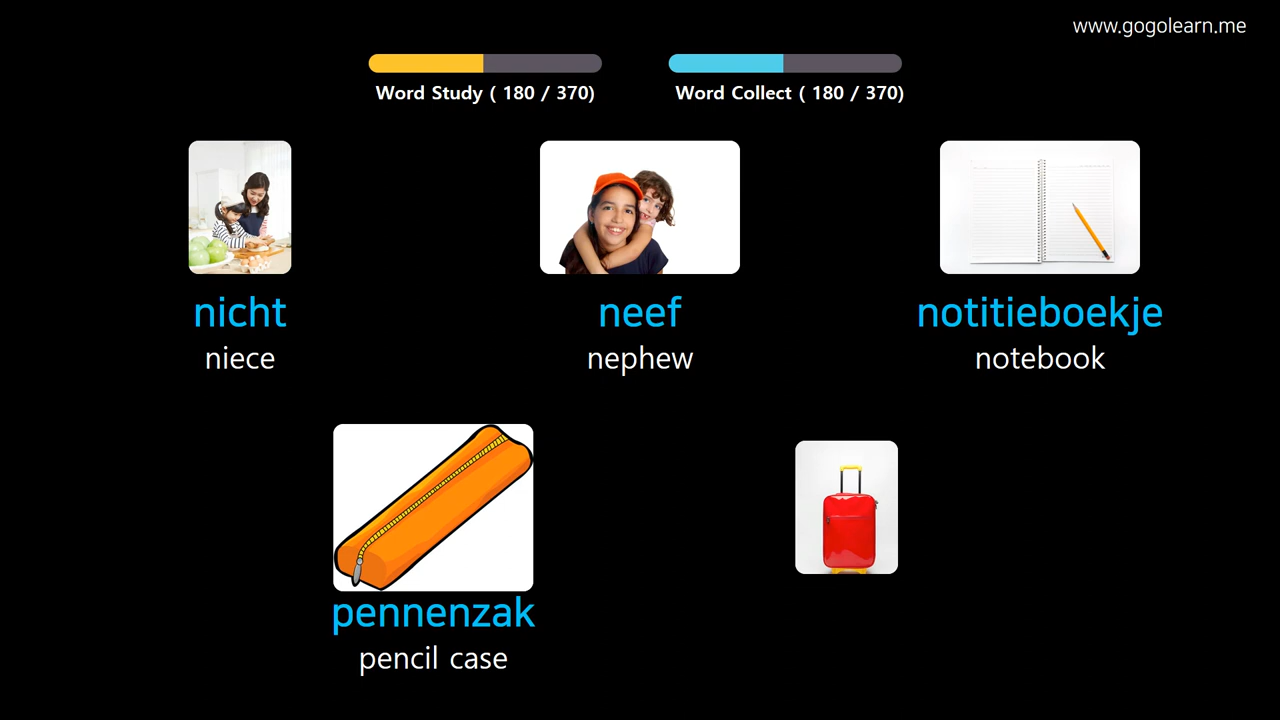 www.gogolearn.me
Word Study ( 180 / 370)
Word Collect ( 180 / 370)
nicht
niece
neef
nephew
notitieboekje
notebook
pennenzak
pencil case